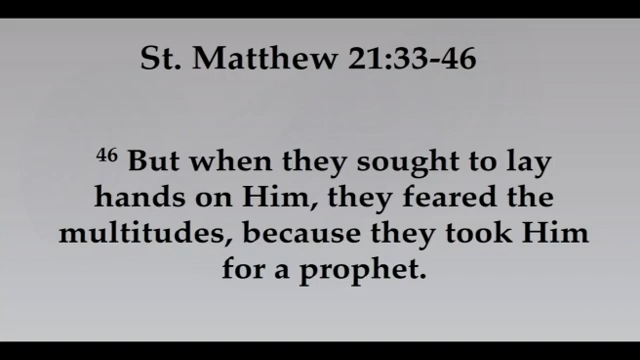 St. Matthew 21:33-46
46 But when they sought to lay
hands on Him, they feared the
multitudes, because they took Him
for a prophet.